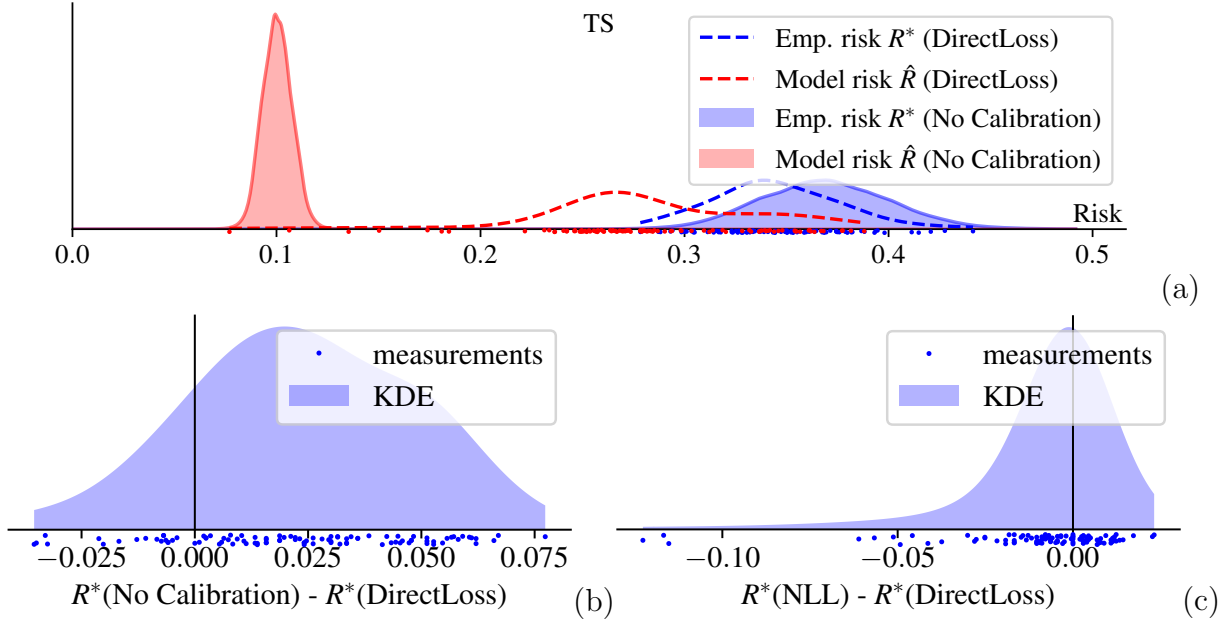 TS
Emp. risk R* (DirectLoss)
Model risk R̂ (DirectLoss)
Emp. risk R* (No Calibration)
Model risk R̂ (No Calibration)
Risk
0.0 0.1 0.2 0.3 0.4 0.5
(a)
measurements
KDE
−0.025 0.000 0.025 0.050 0.075
R*(No Calibration) - R*(DirectLoss)
(b)
measurements
KDE
−0.10 −0.05 0.00
R*(NLL) - R*(DirectLoss)
(c)